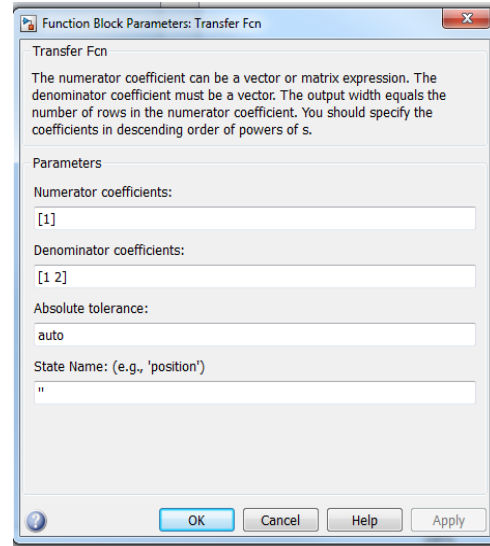 Function Block Parameters: Transfer Fcn
Transfer Fcn
The numerator coefficient can be a vector or matrix expression. The
denominator coefficient must be a vector. The output width equals the
number of rows in the numerator coefficient. You should specify the
coefficients in descending order of powers of s.
Parameters
Numerator coefficients:
[1]
Denominator coefficients:
[1 2]
Absolute tolerance:
auto
State Name: (e.g., 'position')
''
OK Cancel Help Apply